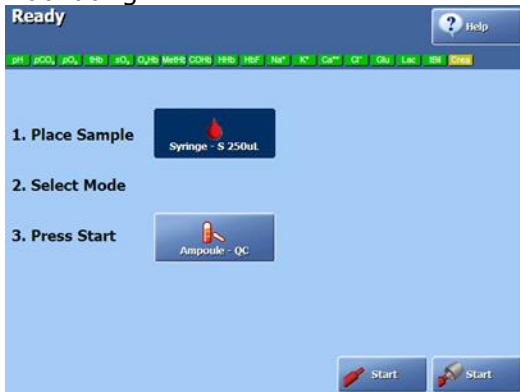 Ready
Help
pH pCO₂ pO₂ tHb sO₂ O₂Hb MetHb COHb HHb HbF Na⁺ K⁺ Ca⁺⁺ Cl⁻ Glu Lac tBil Crea
1. Place Sample
Syringe - S 250uL
2. Select Mode
3. Press Start
Ampoule - QC
Start
Start